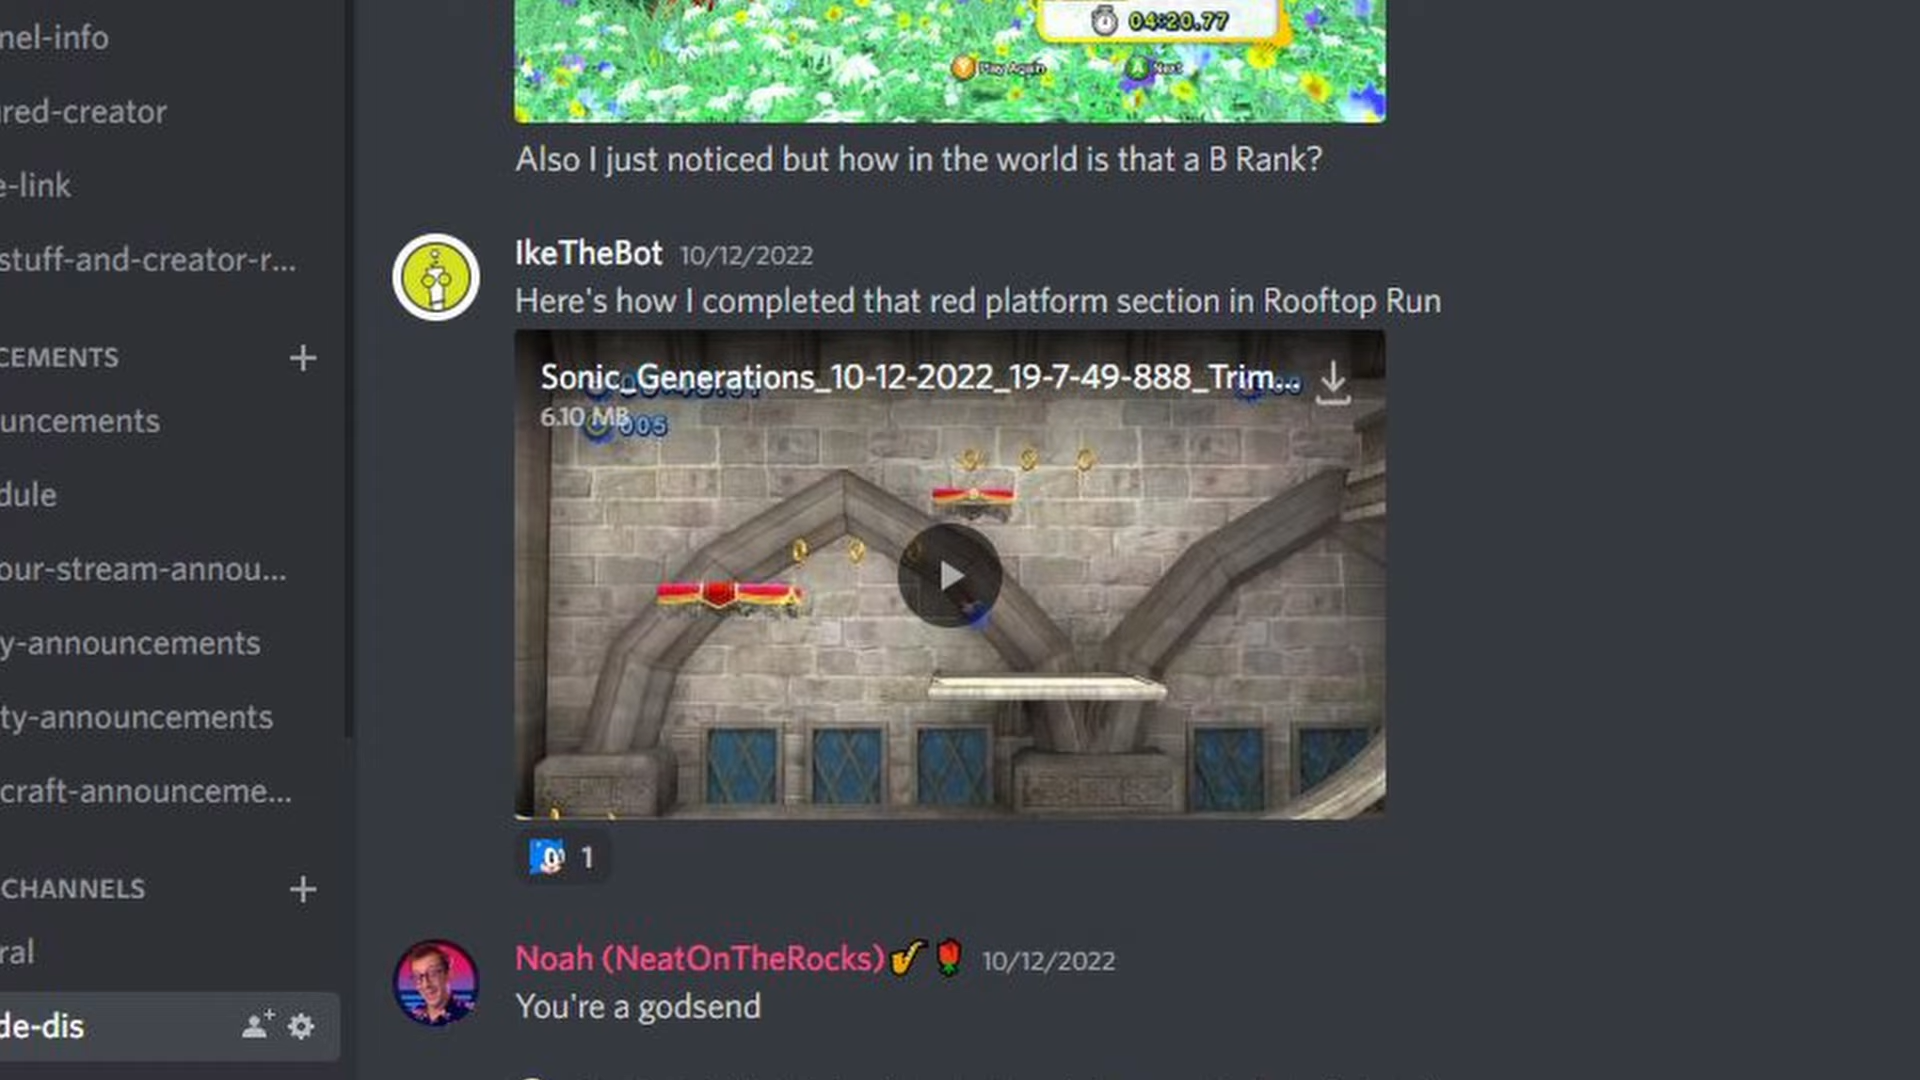 nel-info
red-creator
e-link
stuff-and-creator-r...
CEMENTS
uncements
dule
our-stream-annou...
y-announcements
ty-announcements
craft-announceme...
CHANNELS
ral
de-dis
04:20.77
Play Again
Next
Also I just noticed but how in the world is that a B Rank?
IkeTheBot 10/12/2022
Here's how I completed that red platform section in Rooftop Run
Sonic_Generations_10-12-2022_19-7-49-888_Trim...
6.10 MB
005
1
Noah (NeatOnTheRocks) 10/12/2022
You're a godsend